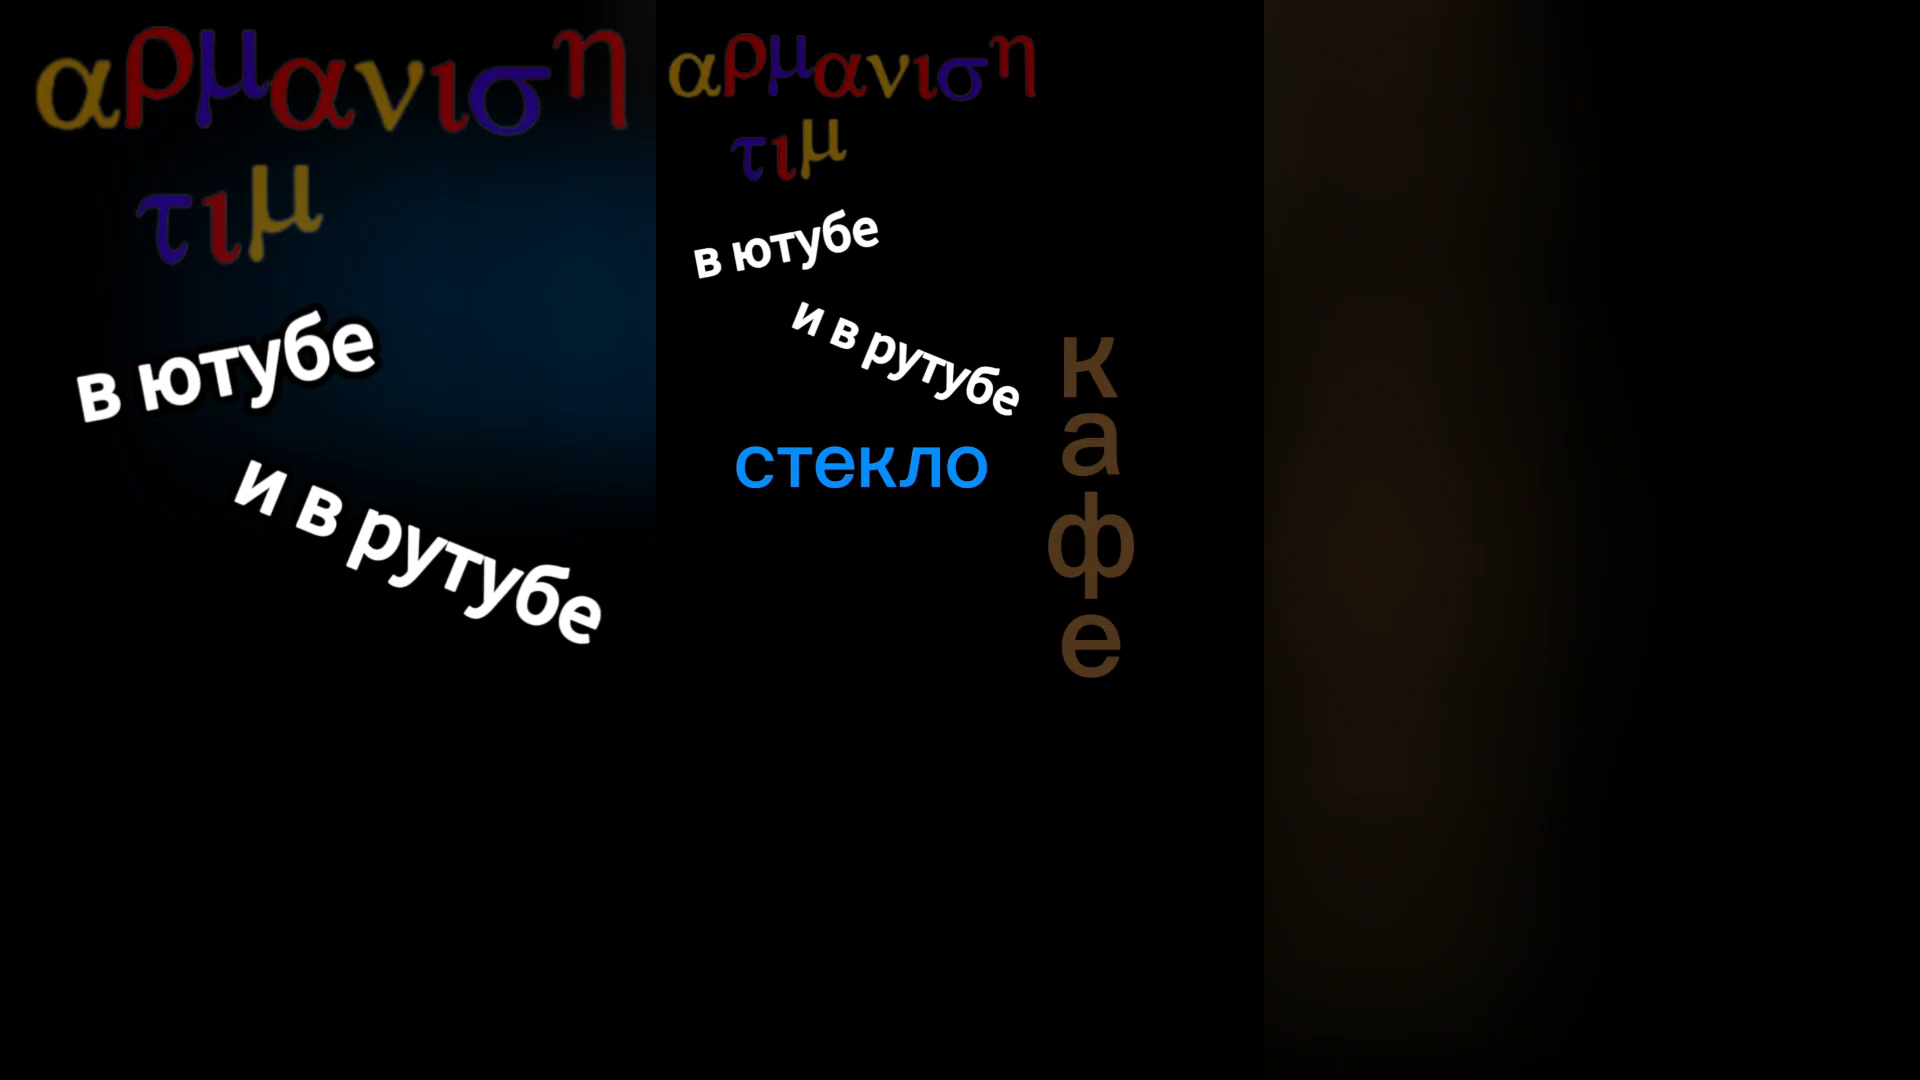 αρμανιση
τιμ
в ютубе
и в рутубе
αρμανιση
τιμ
в ютубе
и в рутубе
стекло
кафе